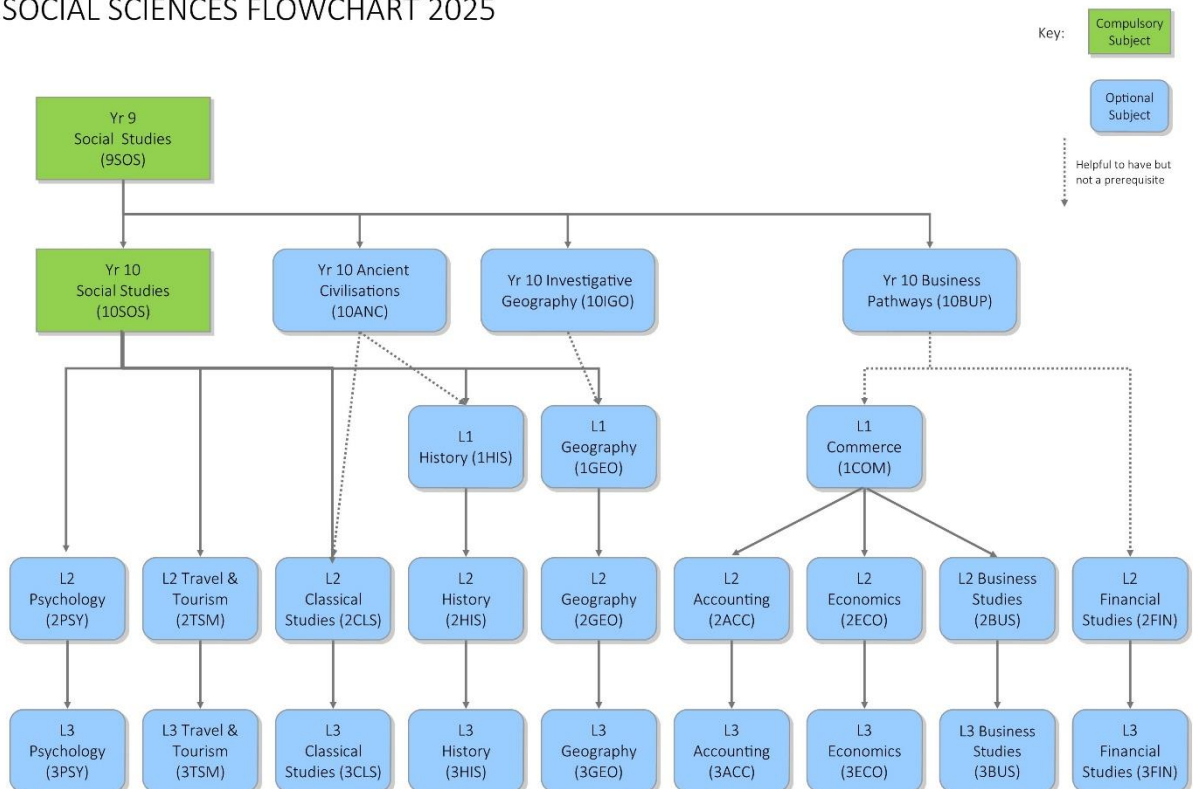 SOCIAL SCIENCES FLOWCHART 2025
Key:
Compulsory
Subject
Optional
Subject
Helpful to have but
not a prerequisite
Yr 9
Social Studies
(9SOS)
Yr 10
Social Studies
(10SOS)
Yr 10 Ancient
Civilisations
(10ANC)
Yr 10 Investigative
Geography (10IGO)
Yr 10 Business
Pathways (10BUP)
L1
History (1HIS)
L1
Geography
(1GEO)
L1
Commerce
(1COM)
L2
Psychology
(2PSY)
L2 Travel &
Tourism
(2TSM)
L2
Classical
Studies (2CLS)
L2
History
(2HIS)
L2
Geography
(2GEO)
L2
Accounting
(2ACC)
L2
Economics
(2ECO)
L2 Business
Studies
(2BUS)
L2
Financial
Studies (2FIN)
L3
Psychology
(3PSY)
L3 Travel &
Tourism
(3TSM)
L3
Classical
Studies (3CLS)
L3
History
(3HIS)
L3
Geography
(3GEO)
L3
Accounting
(3ACC)
L3
Economics
(3ECO)
L3 Business
Studies
(3BUS)
L3
Financial
Studies (3FIN)